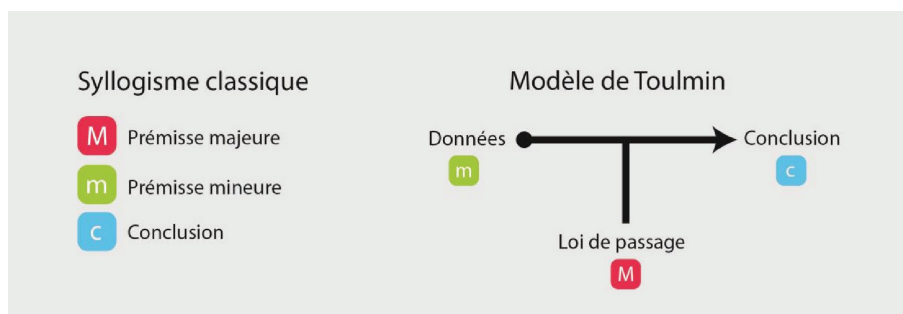 Syllogisme classique
M Prémisse majeure
m Prémisse mineure
c Conclusion
Modèle de Toulmin
Données
m
Conclusion
c
Loi de passage
M